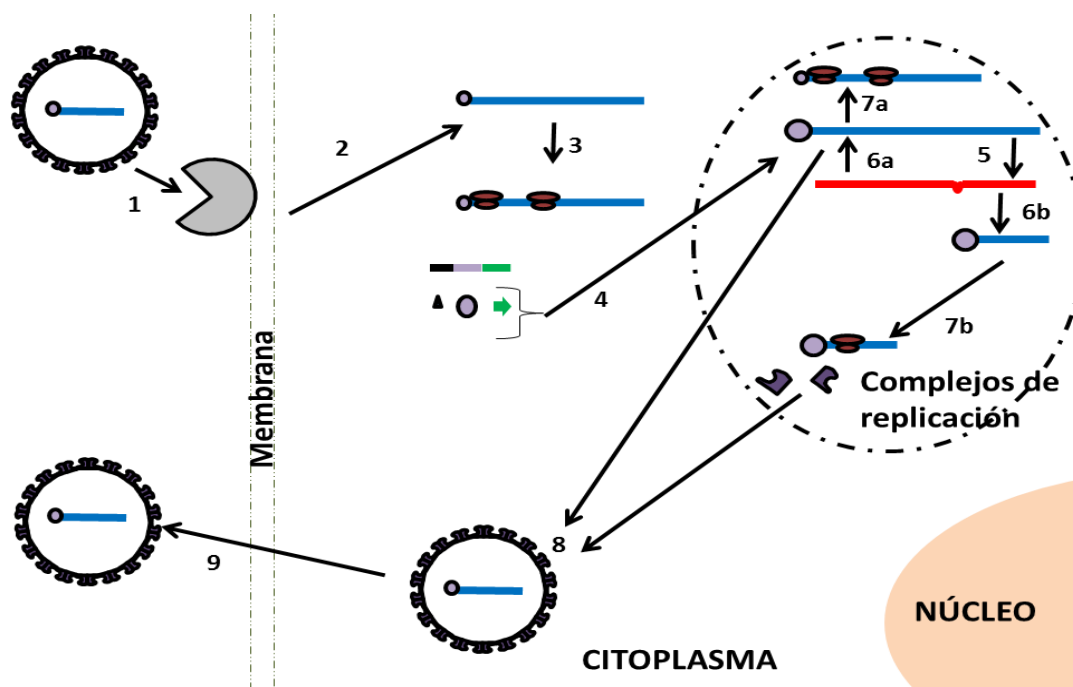 1
2
3
4
5
6a
6b
7a
7b
Complejos de
replicación
Membrana
8
9
NÚCLEO
CITOPLASMA